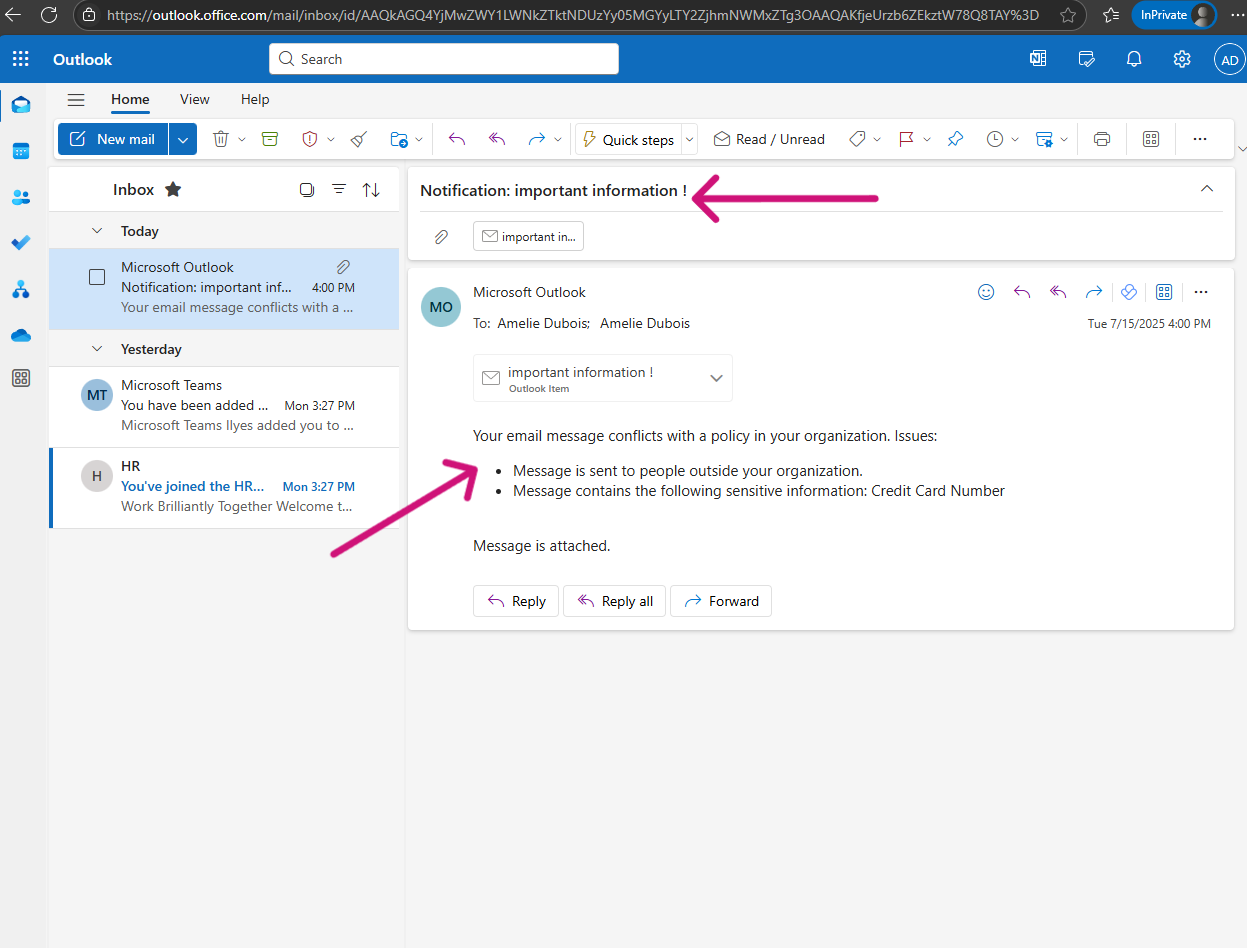 https://outlook.office.com/mail/inbox/id/AAQkAGQ4YjMwZWY1LWNkZTktNDUzYy05MGYyLTY2ZjhmNWMxZTg3OAAQAKfjeUrzb6ZEkztW78Q8TAY%3D
InPrivate
Outlook
Search
AD
Home View Help
New mail
Quick steps
Read / Unread
Inbox
Today
Microsoft Outlook
Notification: important inf... 4:00 PM
Your email message conflicts with a ...
Yesterday
MT
Microsoft Teams
You have been added ... Mon 3:27 PM
Microsoft Teams Ilyes added you to ...
H
HR
You've joined the HR... Mon 3:27 PM
Work Brilliantly Together Welcome t...
Notification: important information !
important in...
MO
Microsoft Outlook
To: Amelie Dubois; Amelie Dubois
Tue 7/15/2025 4:00 PM
important information !
Outlook Item
Your email message conflicts with a policy in your organization. Issues:
• Message is sent to people outside your organization.
• Message contains the following sensitive information: Credit Card Number
Message is attached.
Reply
Reply all
Forward